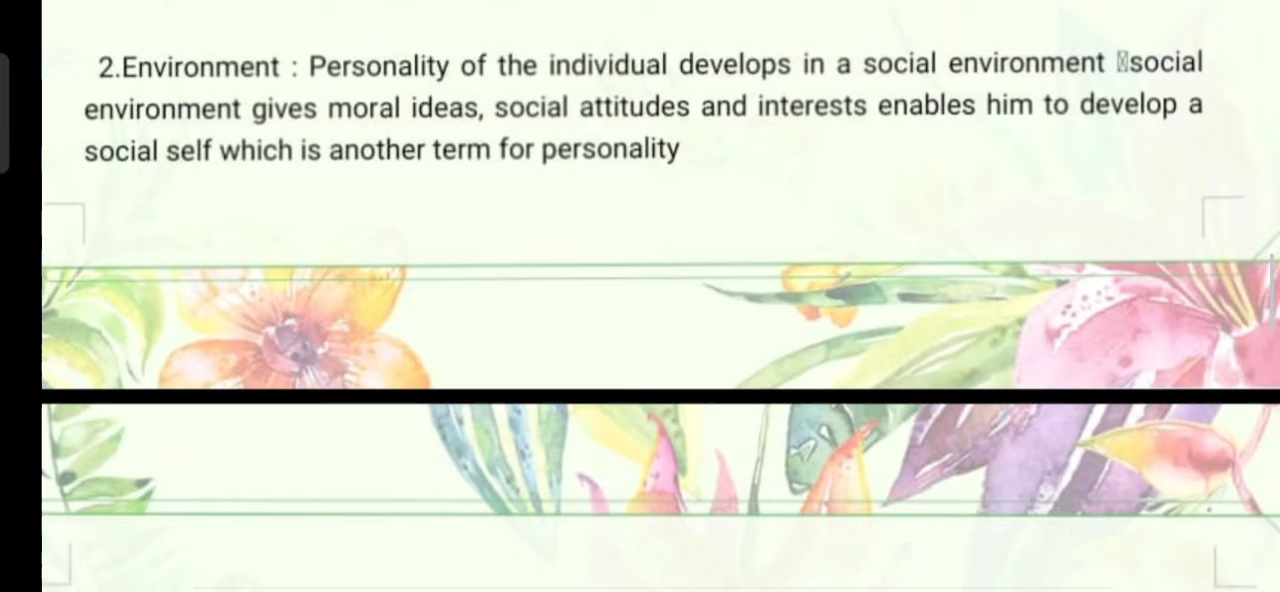 2.Environment : Personality of the individual develops in a social environment social
environment gives moral ideas, social attitudes and interests enables him to develop a
social self which is another term for personality